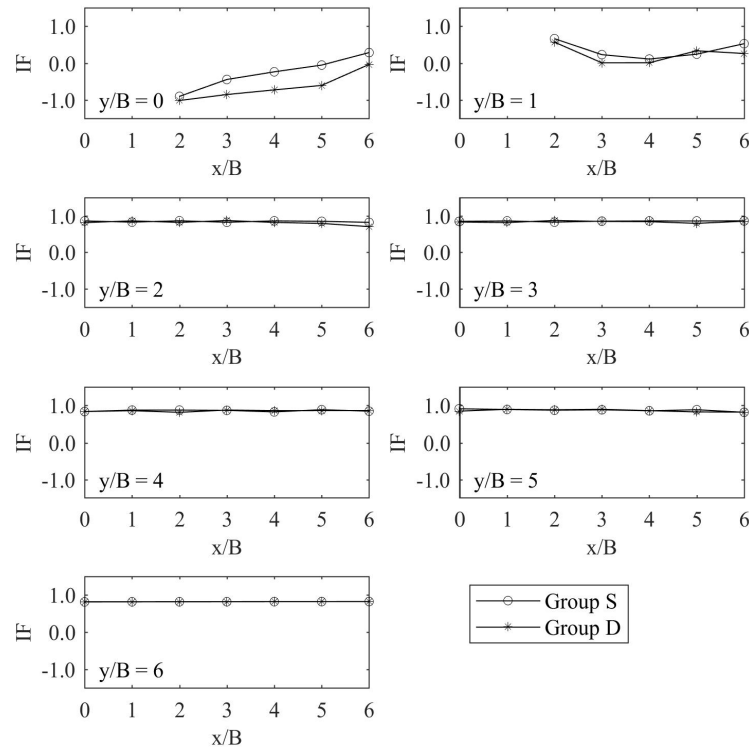 1.0
0.0
-1.0
IF
y/B = 0
0 1 2 3 4 5 6
x/B
1.0
0.0
-1.0
IF
y/B = 1
0 1 2 3 4 5 6
x/B
1.0
0.0
-1.0
IF
y/B = 2
0 1 2 3 4 5 6
x/B
1.0
0.0
-1.0
IF
y/B = 3
0 1 2 3 4 5 6
x/B
1.0
0.0
-1.0
IF
y/B = 4
0 1 2 3 4 5 6
x/B
1.0
0.0
-1.0
IF
y/B = 5
0 1 2 3 4 5 6
x/B
1.0
0.0
-1.0
IF
y/B = 6
0 1 2 3 4 5 6
x/B
Group S
Group D